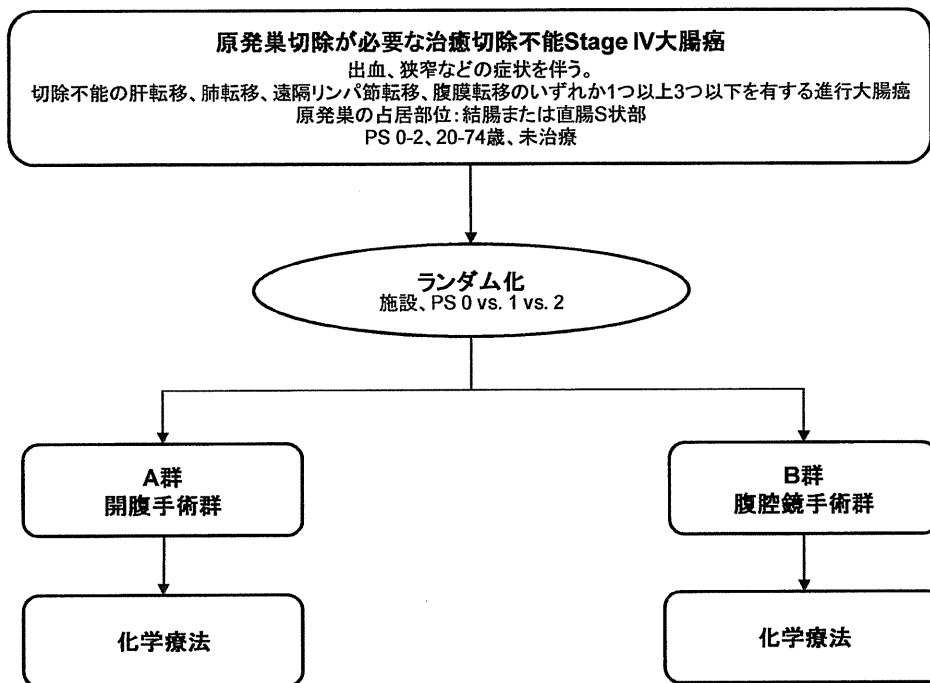 原発巣切除が必要な治癒切除不能Stage IV大腸癌
出血、狭窄などの症状を伴う。
切除不能の肝転移、肺転移、遠隔リンパ節転移、腹膜転移のいずれか1つ以上3つ以下を有する進行大腸癌
原発巣の占居部位：結腸または直腸S状部
PS 0-2、20-74歳、未治療
ランダム化
施設、PS 0 vs. 1 vs. 2
A群
開腹手術群
B群
腹腔鏡手術群
化学療法
化学療法